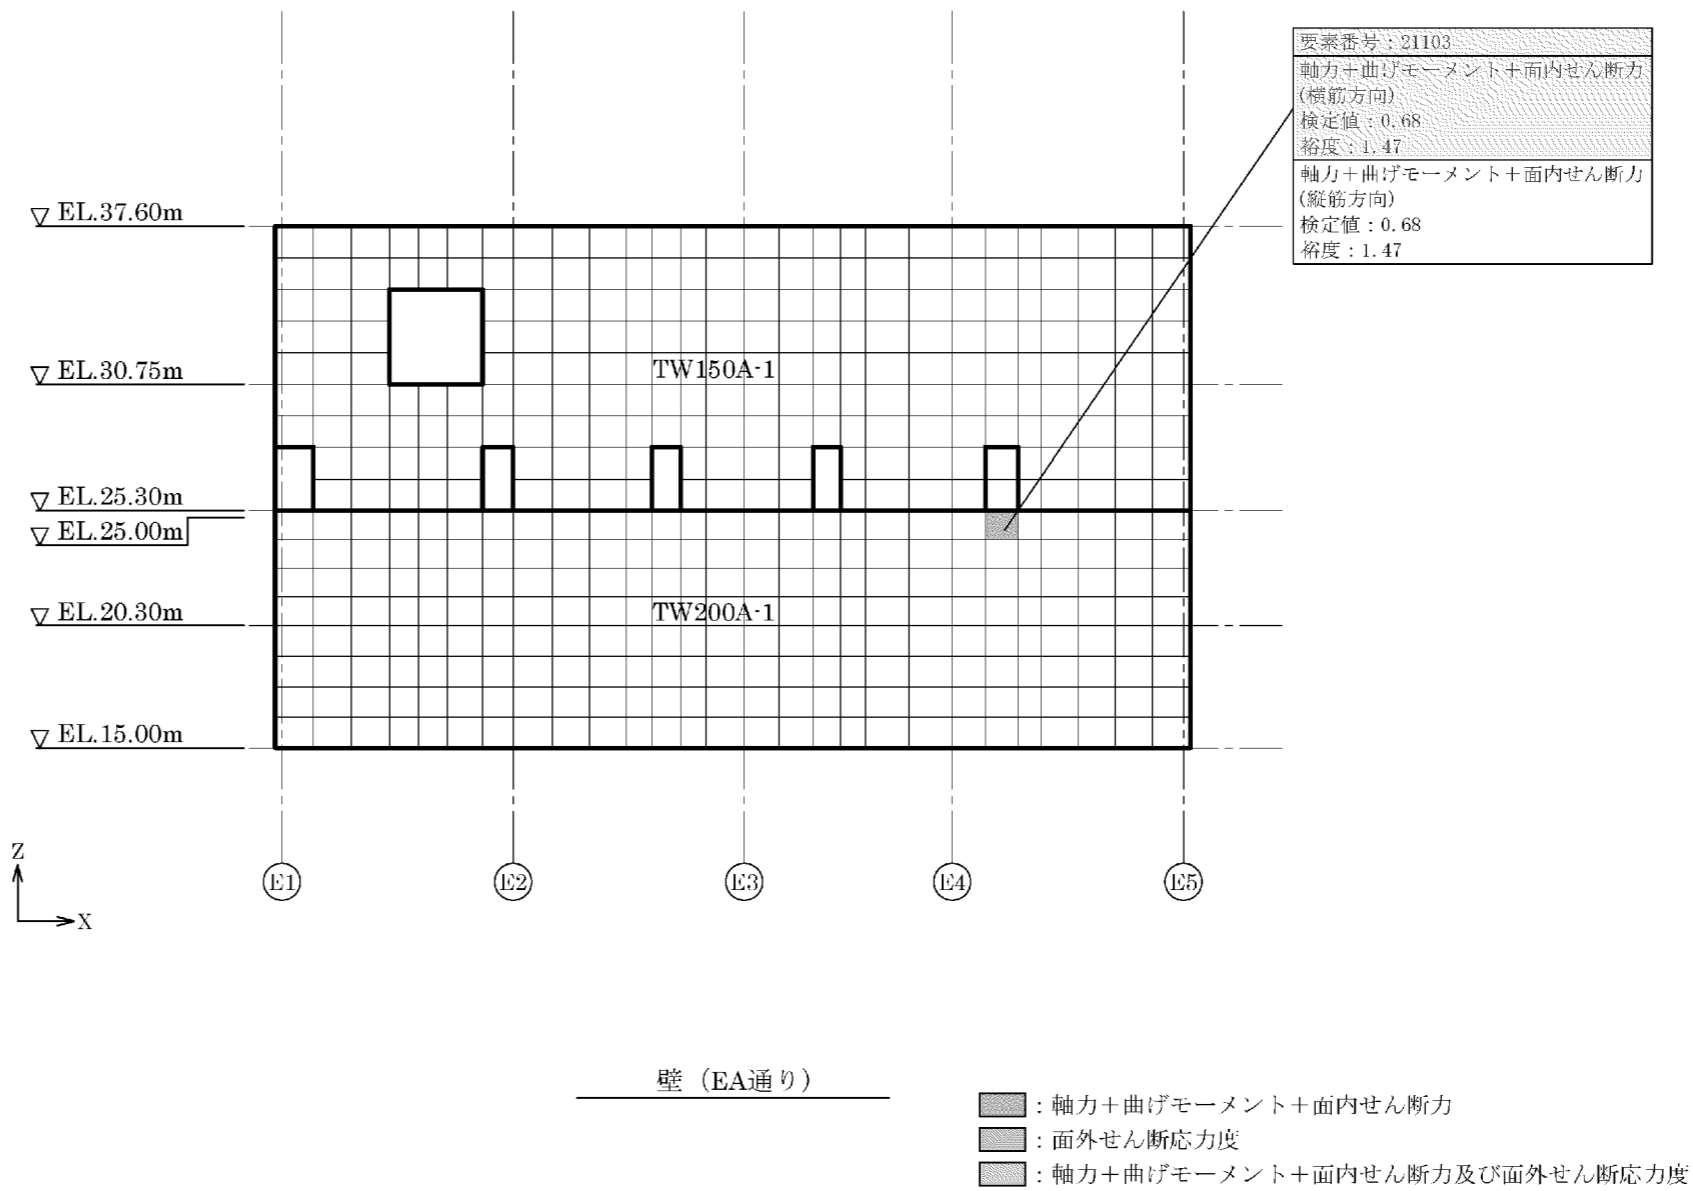 要素番号：21103
軸力＋曲げモーメント＋面内せん断力
(横筋方向)
検定値：0.68
裕度：1.47
軸力＋曲げモーメント＋面内せん断力
(縦筋方向)
検定値：0.68
裕度：1.47
▽ EL.37.60m
▽ EL.30.75m
TW150A-1
▽ EL.25.30m
▽ EL.25.00m
▽ EL.20.30m
TW200A-1
▽ EL.15.00m
Z
X
E1 E2 E3 E4 E5
壁（EA通り）
：軸力＋曲げモーメント＋面内せん断力
：面外せん断応力度
：軸力＋曲げモーメント＋面内せん断力及び面外せん断応力度